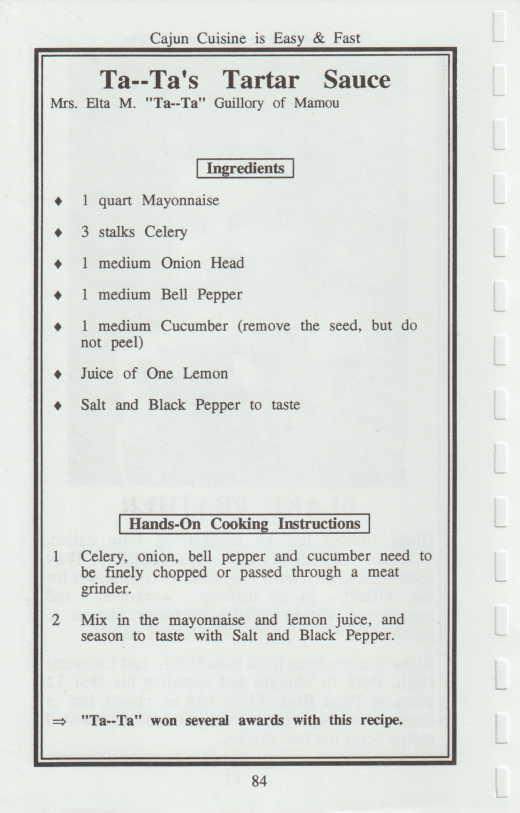 Cajun Cuisine is Easy & Fast
Ta--Ta's Tartar Sauce
Mrs. Elta M. "Ta--Ta" Guillory of Mamou
Ingredients
♦ 1 quart Mayonnaise
♦ 3 stalks Celery
♦ 1 medium Onion Head
♦ 1 medium Bell Pepper
♦ 1 medium Cucumber (remove the seed, but do
not peel)
♦ Juice of One Lemon
♦ Salt and Black Pepper to taste
Hands-On Cooking Instructions
1 Celery, onion, bell pepper and cucumber need to
be finely chopped or passed through a meat
grinder.
2 Mix in the mayonnaise and lemon juice, and
season to taste with Salt and Black Pepper.
⇒ "Ta--Ta" won several awards with this recipe.
84